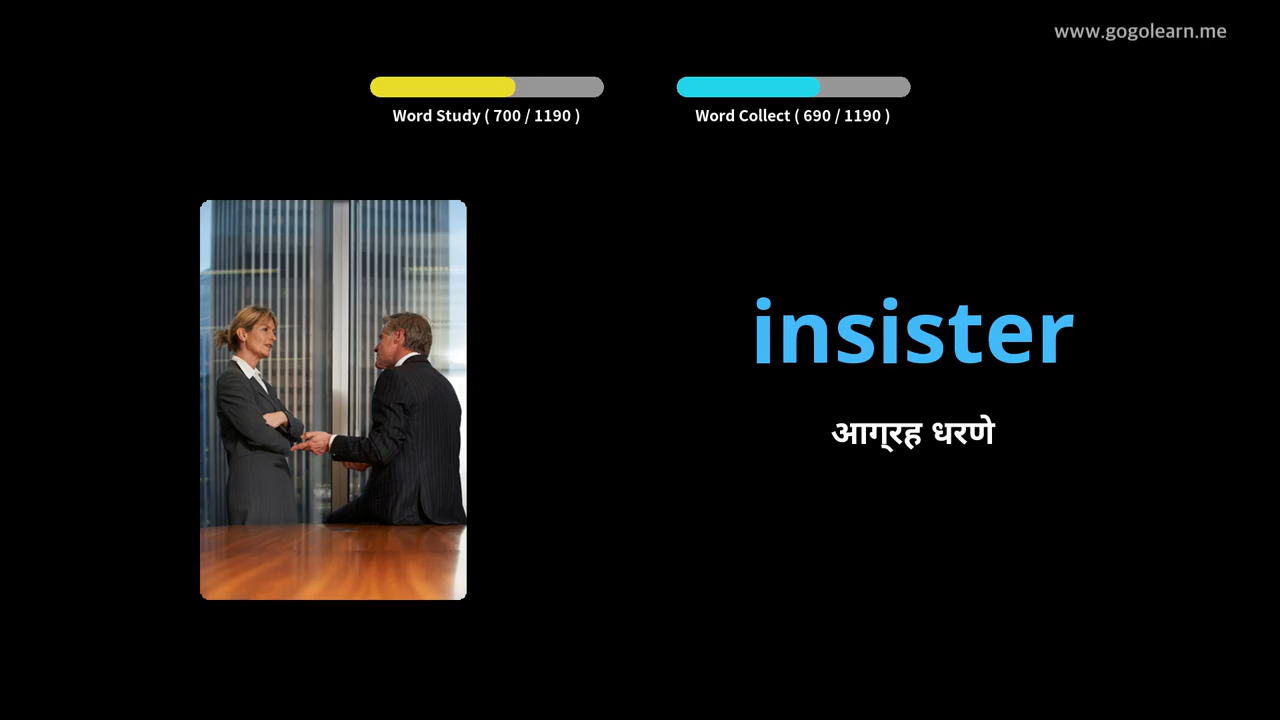 www.gogolearn.me
Word Study ( 700 / 1190 )
Word Collect ( 690 / 1190 )
insister
आग्रह धरणे